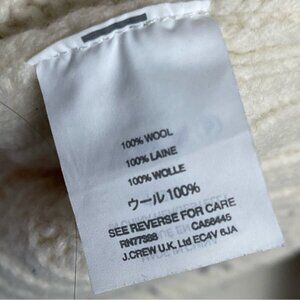 100% WOOL
100% LAINE
100% WOLLE
ウール 100%
SEE REVERSE FOR CARE
RN77388 CA58445
J.CREW U.K. Ltd EC4V 6JA